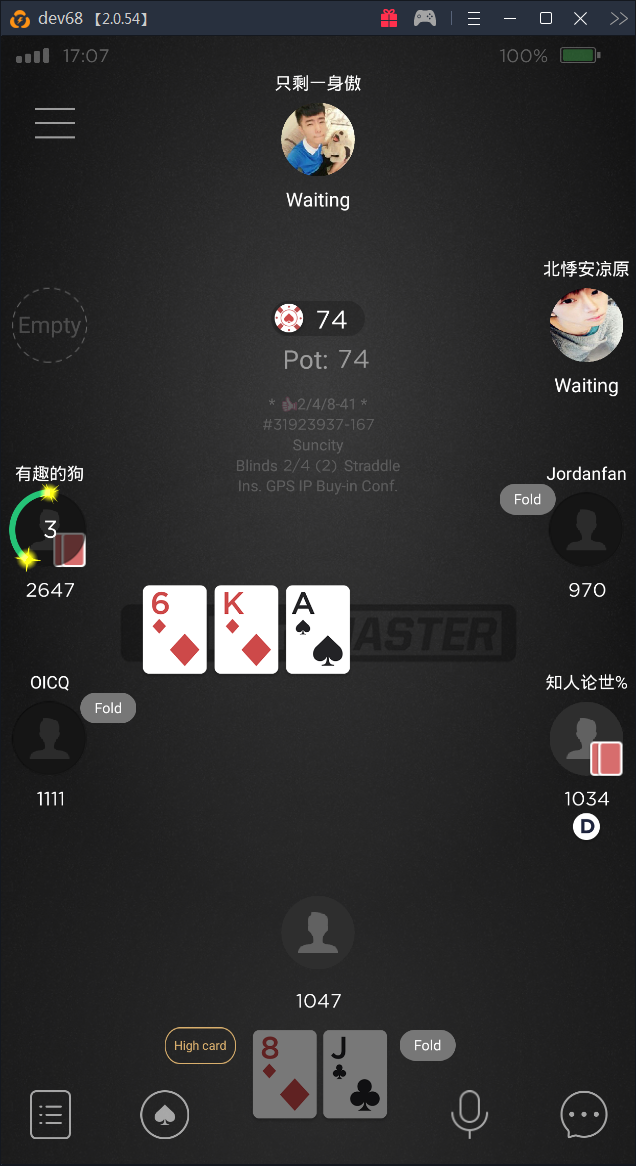 dev68 【2.0.54】
17:07
100%
只剩一身傲
Waiting
北悸安凉原
Empty
74
Waiting
Pot: 74
2/4/8-41 *
#31923937-167
Suncity
Blinds 2/4 (2) Straddle
Ins. GPS IP Buy-in Conf.
有趣的狗
Jordanfan
Fold
3
2647
970
6
K
A
MASTER
OICQ
知人论世%
Fold
1111
1034
D
1047
High card
8
J
Fold